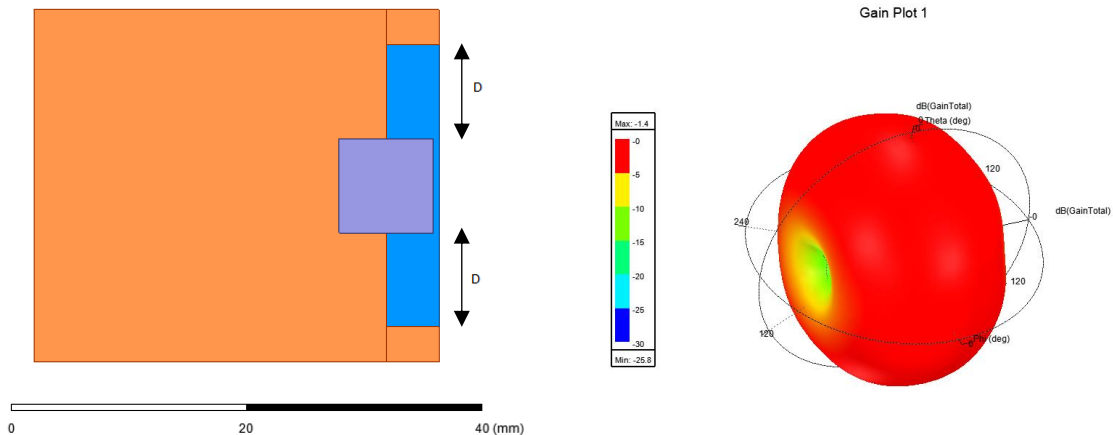 D
D
0
20
40 (mm)
Gain Plot 1
dB(GainTotal)
Theta (deg)
Max: -1.4
-0
-5
-10
-15
-20
-25
-30
Min: -25.8
120
-0
dB(GainTotal)
240
120
120
(deg)